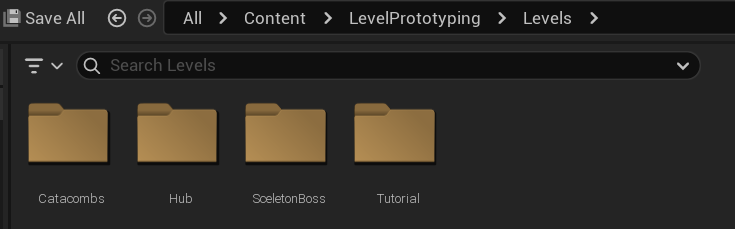 Save All All Content LevelPrototyping Levels
Search Levels
Catacombs Hub SceletonBoss Tutorial